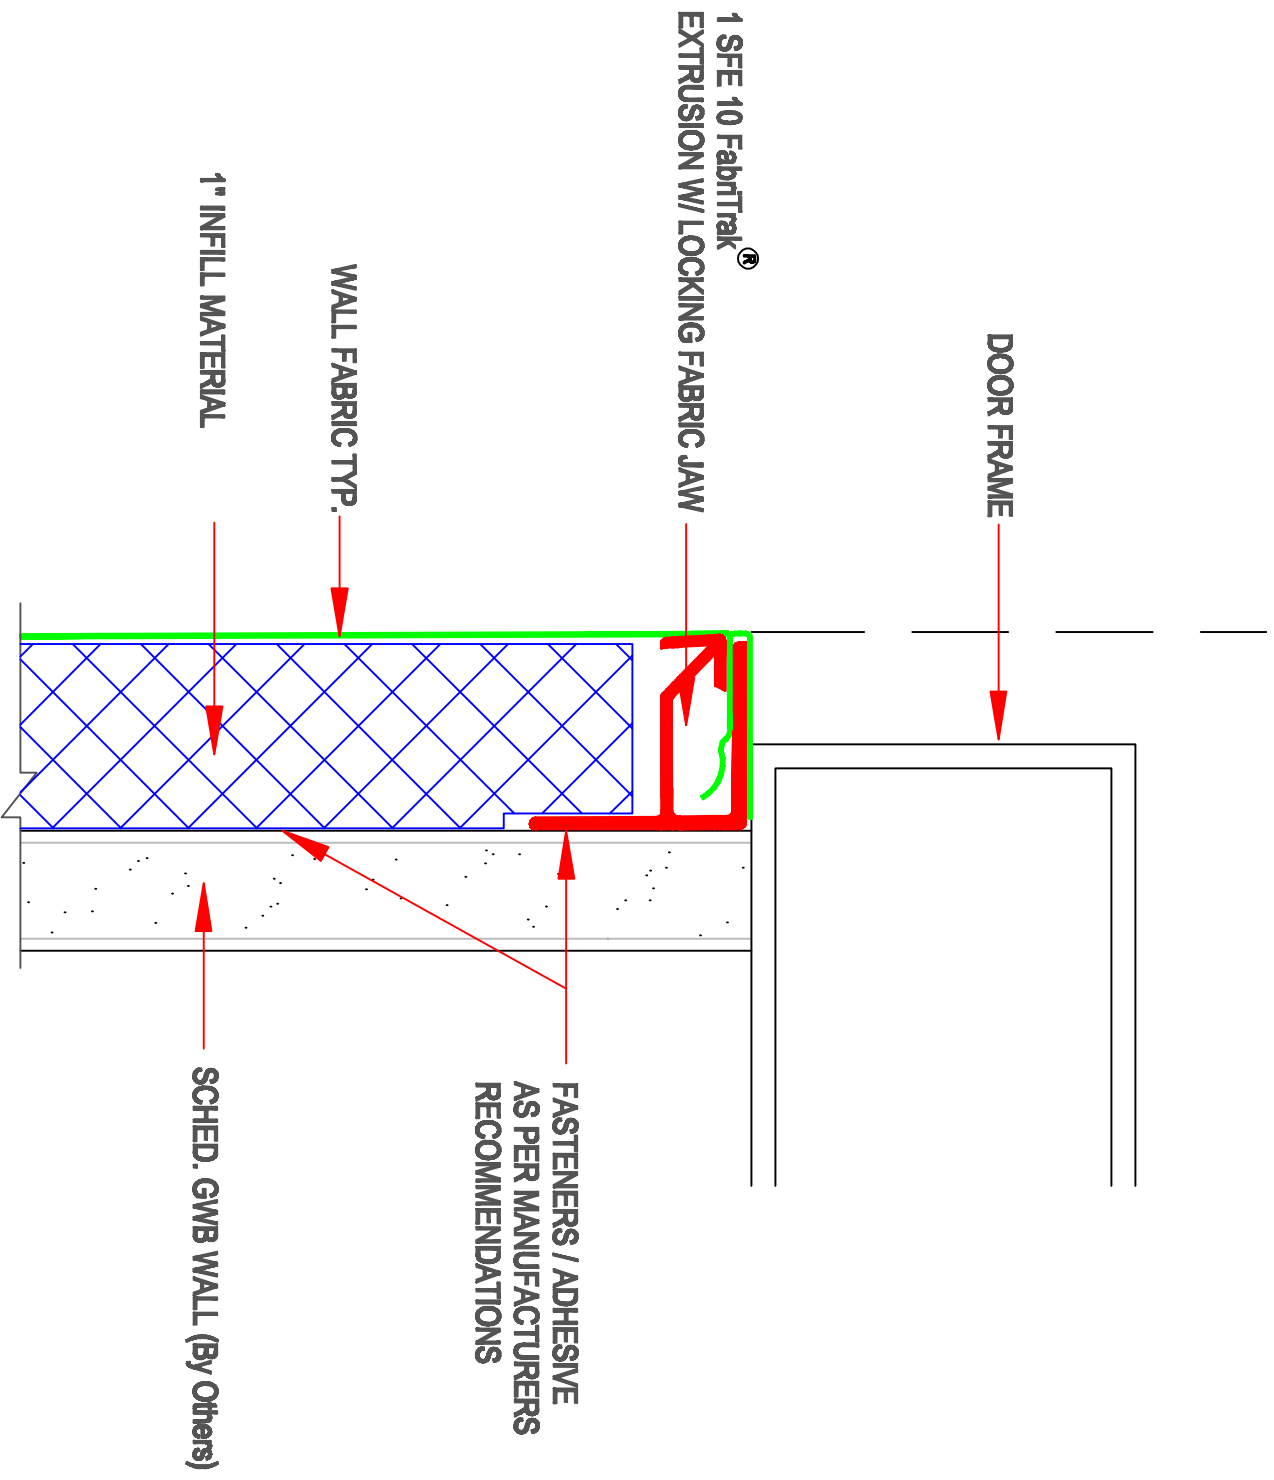 DOOR FRAME
1 SFE 10 FabriTrak®
EXTRUSION W/ LOCKING FABRIC JAW
WALL FABRIC TYP.
1" INFILL MATERIAL
FASTENERS / ADHESIVE
AS PER MANUFACTURERS
RECOMMENDATIONS
SCHED. GWB WALL (By Others)